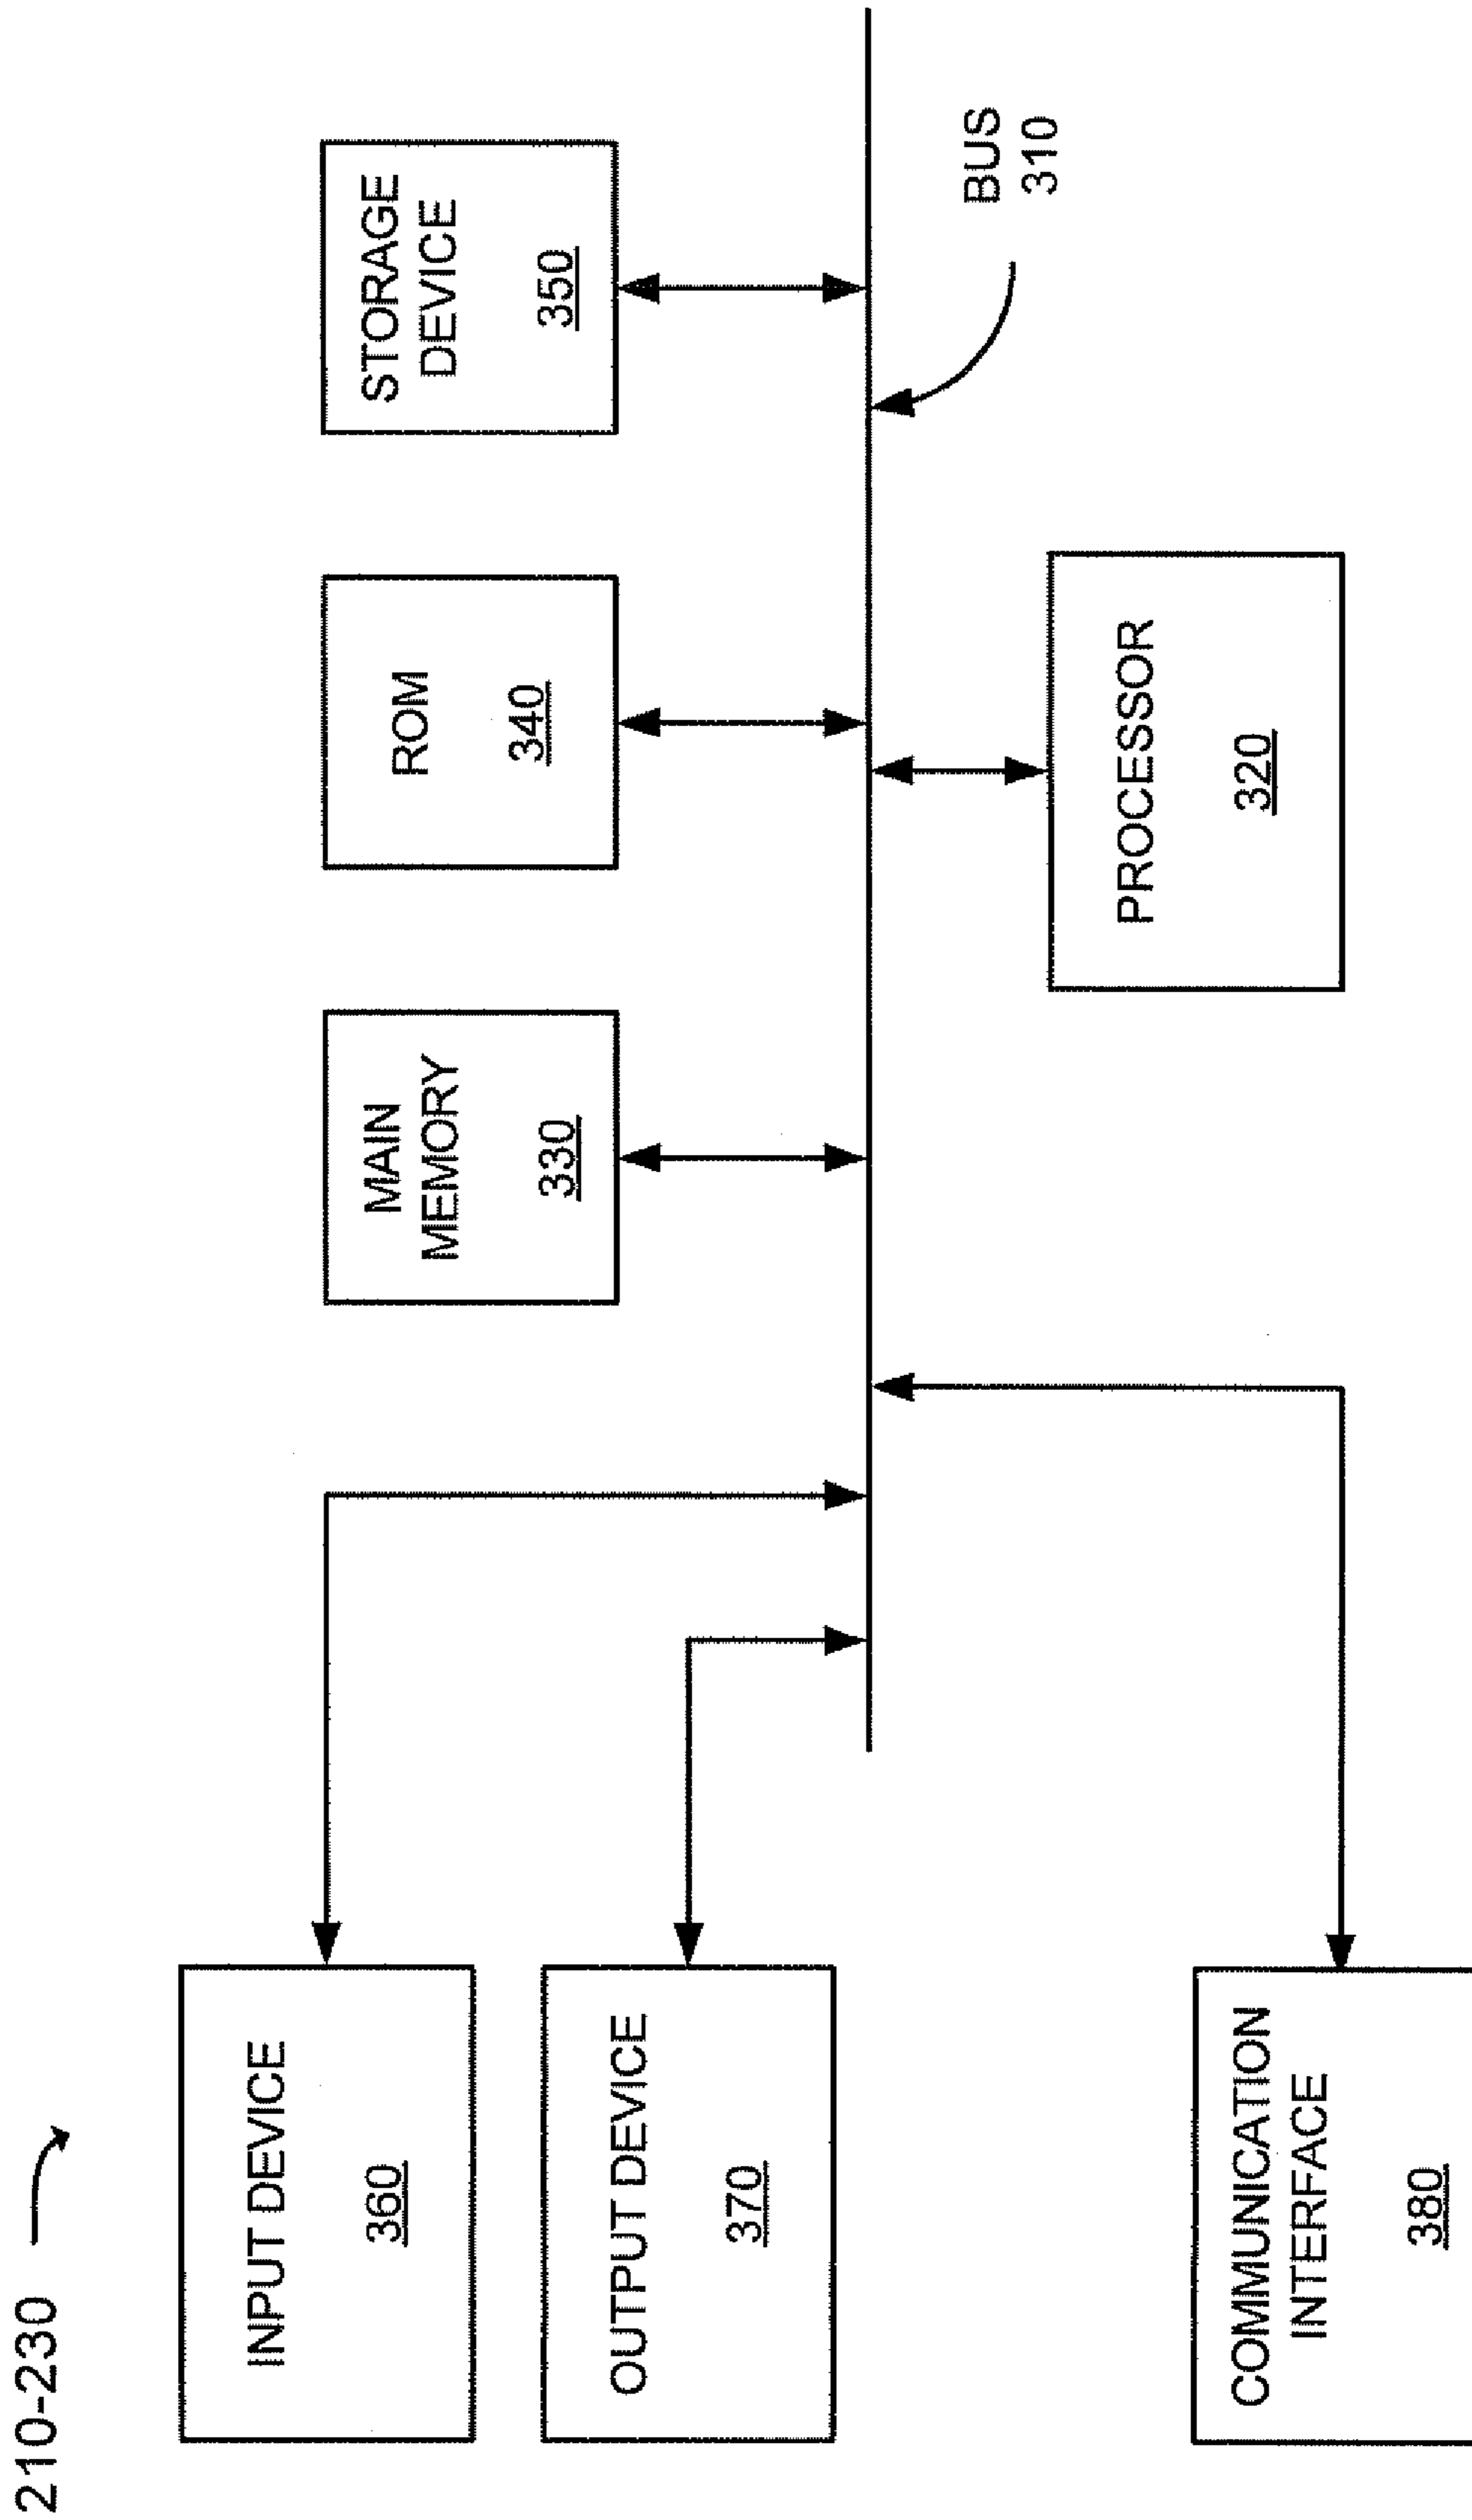 210-230
INPUT DEVICE
360
OUTPUT DEVICE
370
COMMUNICATION
INTERFACE
380
MAIN
MEMORY
330
ROM
340
STORAGE
DEVICE
350
PROCESSOR
320
BUS
310